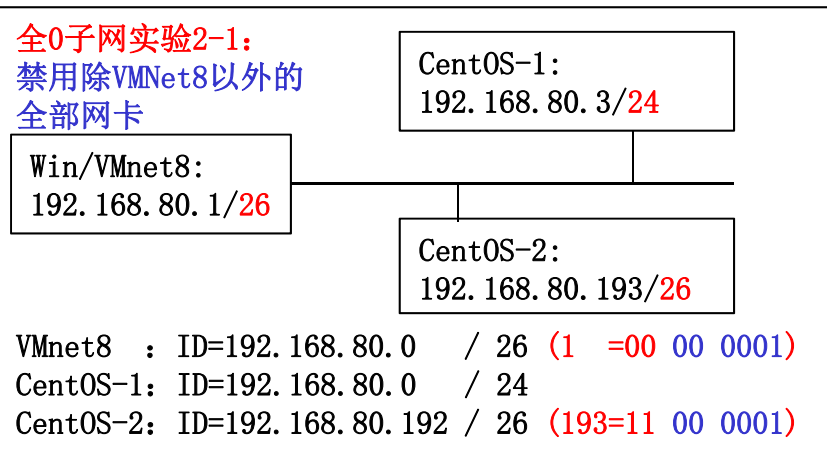 全0子网实验2-1:
禁用除VMNet8以外的
全部网卡
Win/VMnet8:
192.168.80.1/26
CentOS-1:
192.168.80.3/24
CentOS-2:
192.168.80.193/26
VMnet8 : ID=192.168.80.0 / 26 (1 =00 00 0001)
CentOS-1: ID=192.168.80.0 / 24
CentOS-2: ID=192.168.80.192 / 26 (193=11 00 0001)